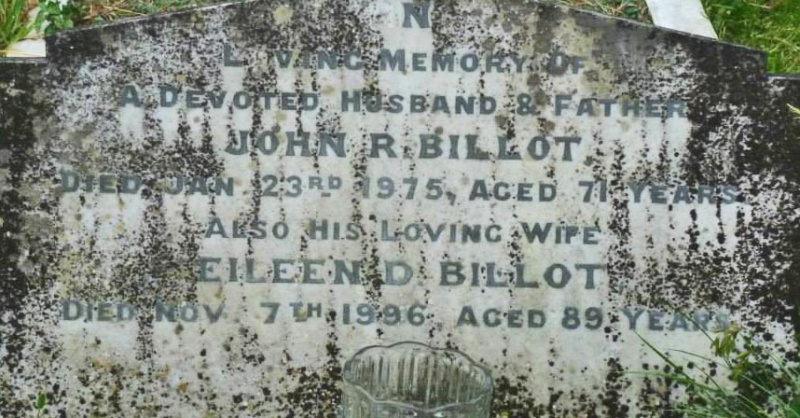 IN
LOVING MEMORY OF
A DEVOTED HUSBAND & FATHER
JOHN R. BILLOT,
DIED JAN 23RD 1975, AGED 71 YEARS
ALSO HIS LOVING WIFE
EILEEN D. BILLOT,
DIED NOV 7TH 1996 AGED 89 YEARS